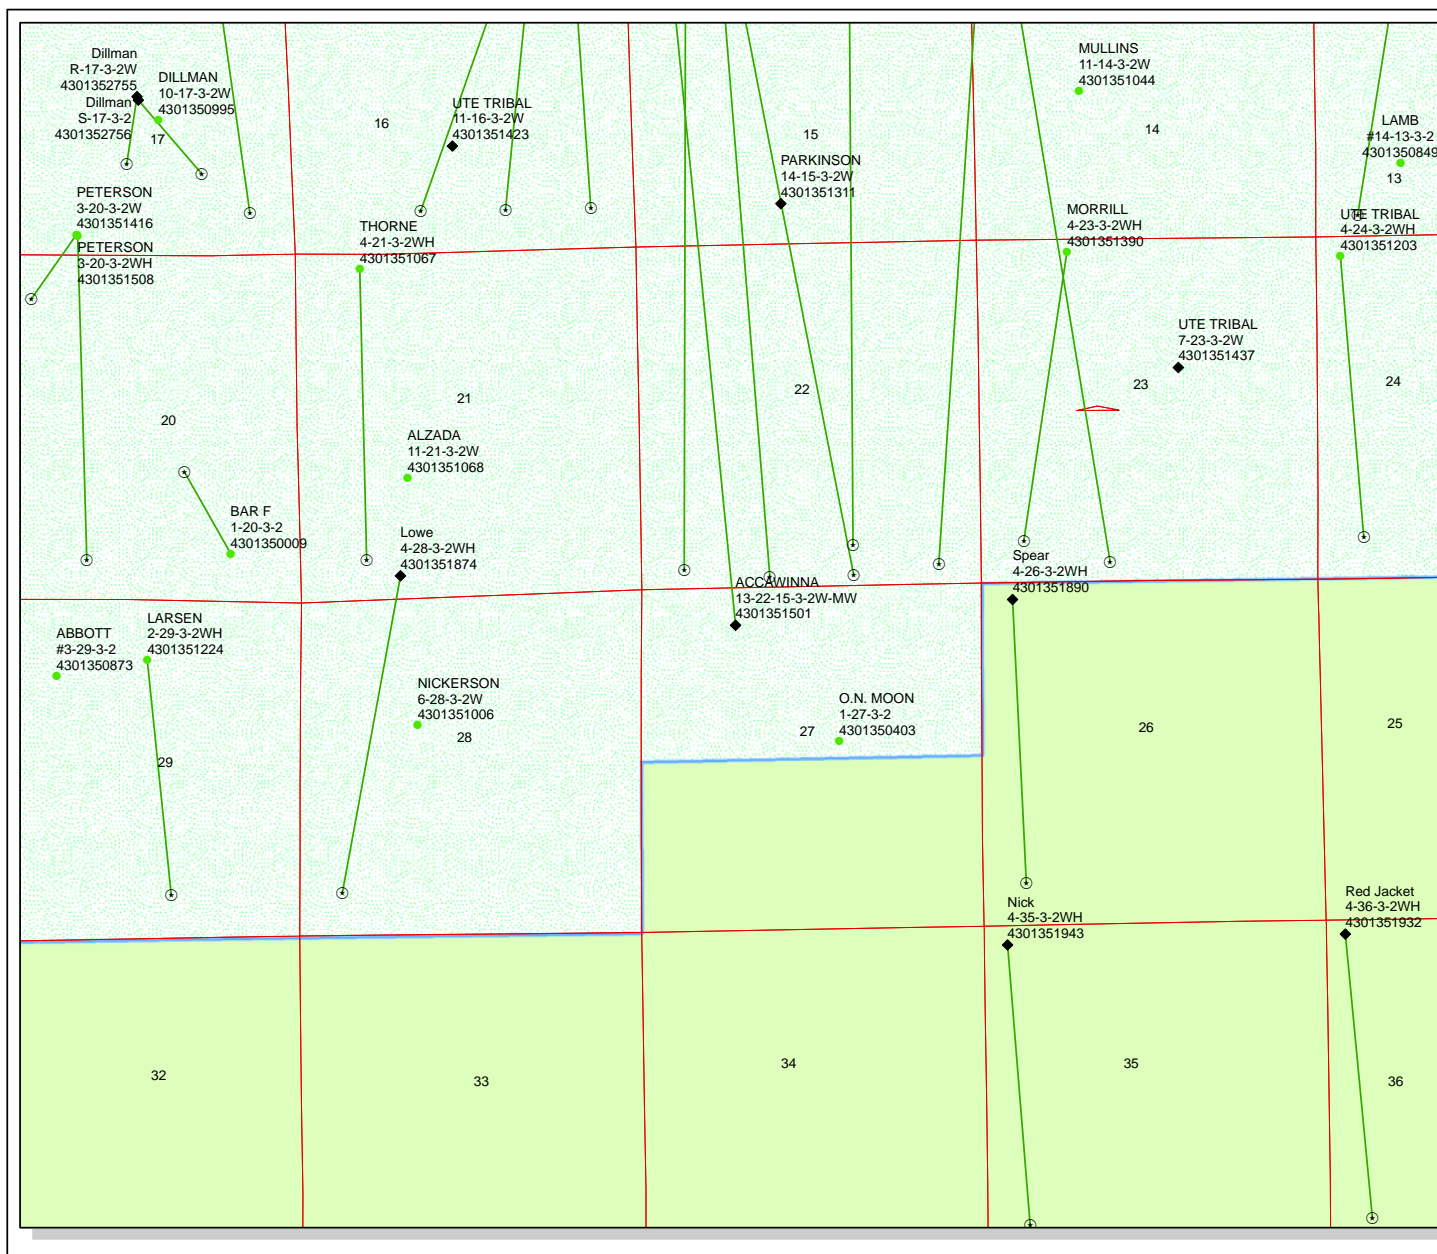 Dillman
R-17-3-2W
4301352755
DILLMAN
10-17-3-2W
4301350995
Dillman
S-17-3-2
4301352756
17
16
UTE TRIBAL
11-16-3-2W
4301351423
15
PARKINSON
14-15-3-2W
4301351311
MULLINS
11-14-3-2W
4301351044
14
LAMB
#14-13-3-2
4301350849
13
PETERSON
3-20-3-2W
4301351416
PETERSON
3-20-3-2WH
4301351508
THORNE
4-21-3-2WH
4301351067
MORRILL
4-23-3-2WH
4301351390
UTE TRIBAL
4-24-3-2WH
4301351203
UTE TRIBAL
7-23-3-2W
4301351437
20
21
22
23
24
ALZADA
11-21-3-2W
4301351068
BAR F
1-20-3-2
4301350009
Lowe
4-28-3-2WH
4301351874
ACCAWINNA
13-22-15-3-2W-MW
4301351501
Spear
4-26-3-2WH
4301351890
ABBOTT
#3-29-3-2
4301350873
LARSEN
2-29-3-2WH
4301351224
NICKERSON
6-28-3-2W
4301351006
28
O.N. MOON
1-27-3-2
4301350403
27
26
25
29
Nick
4-35-3-2WH
4301351943
Red Jacket
4-36-3-2WH
4301351932
32
33
34
35
36